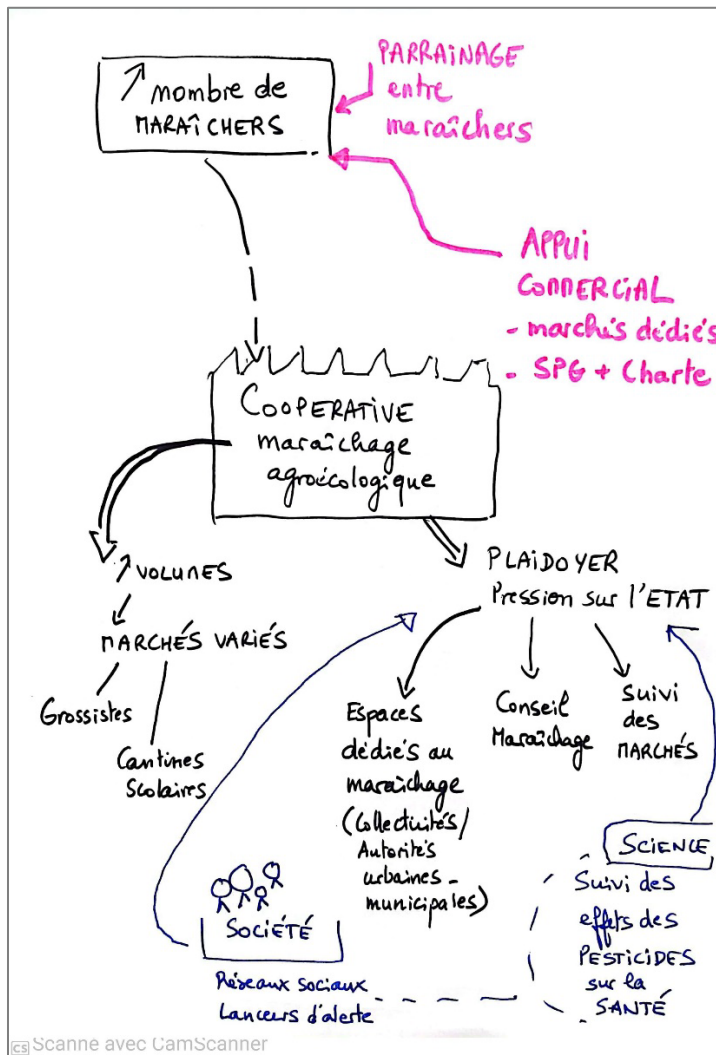 ↗ nombre de
MARAÎCHERS
PARRAINAGE
entre
maraîchers
APPUI
COMMERCIAL
- marchés dédiés
- SPG + Charte
COOPERATIVE
maraîchage
agroécologique
↗ VOLUMES
MARCHÉS VARIÉS
Grossistes
Cantines
Scolaires
PLAIDOYER
Pression sur l'ETAT
Espaces
dédiés au
maraîchage
(Collectivités/
Autorités
urbaines -
municipales)
Conseil
Maraîchage
Suivi
des
MARCHÉS
SOCIÉTÉ
Réseaux sociaux
Lanceurs d'alerte
SCIENCE
Suivi des
effets des
PESTICIDES
sur la
SANTÉ
CS Scanné avec CamScanner